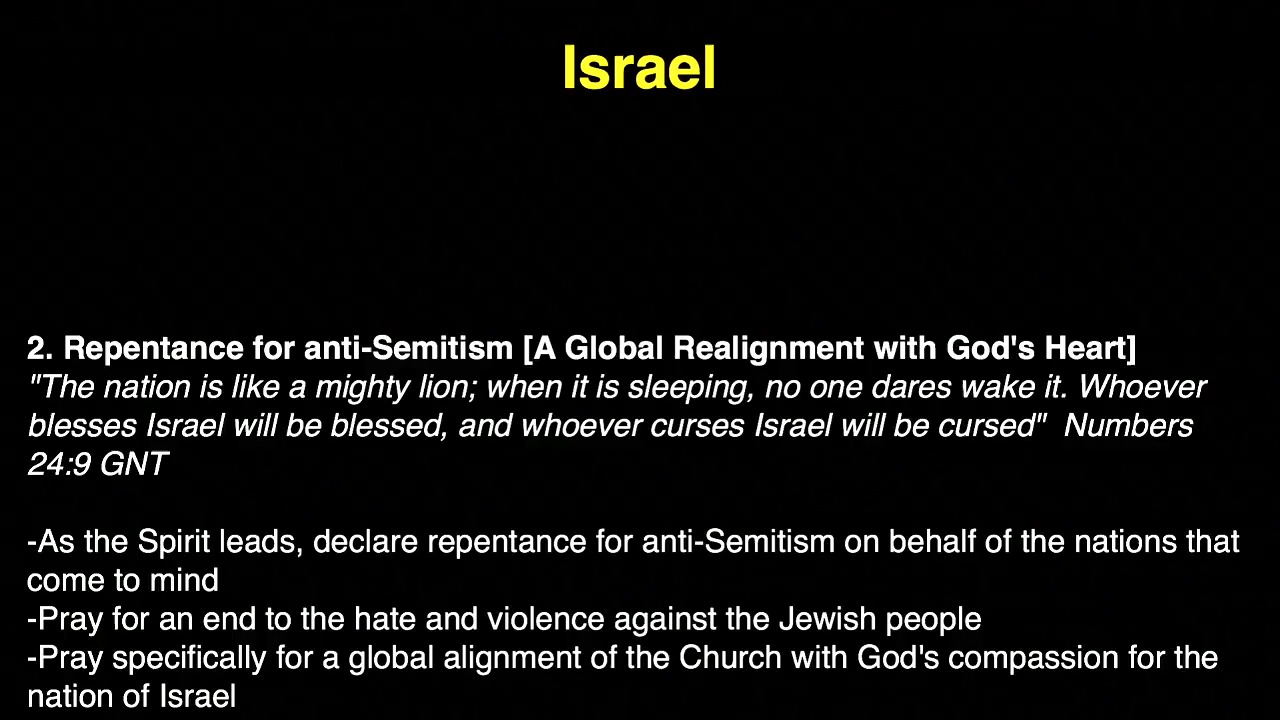 Israel
2. Repentance for anti-Semitism [A Global Realignment with God's Heart]
"The nation is like a mighty lion; when it is sleeping, no one dares wake it. Whoever
blesses Israel will be blessed, and whoever curses Israel will be cursed"  Numbers
24:9 GNT
-As the Spirit leads, declare repentance for anti-Semitism on behalf of the nations that
come to mind
-Pray for an end to the hate and violence against the Jewish people
-Pray specifically for a global alignment of the Church with God's compassion for the
nation of Israel